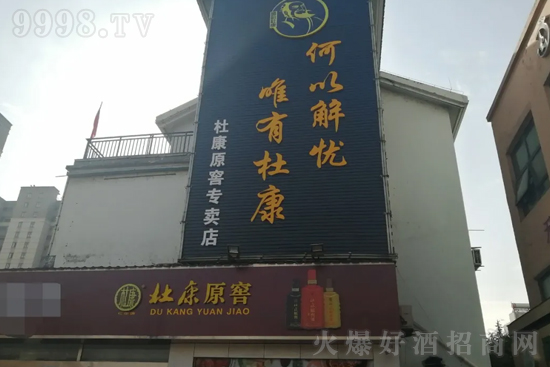 9998.TV
何以解忧
唯有杜康
杜康原窖专卖店
杜康原窖
DU KANG YUAN JIAO
火爆好酒招商网